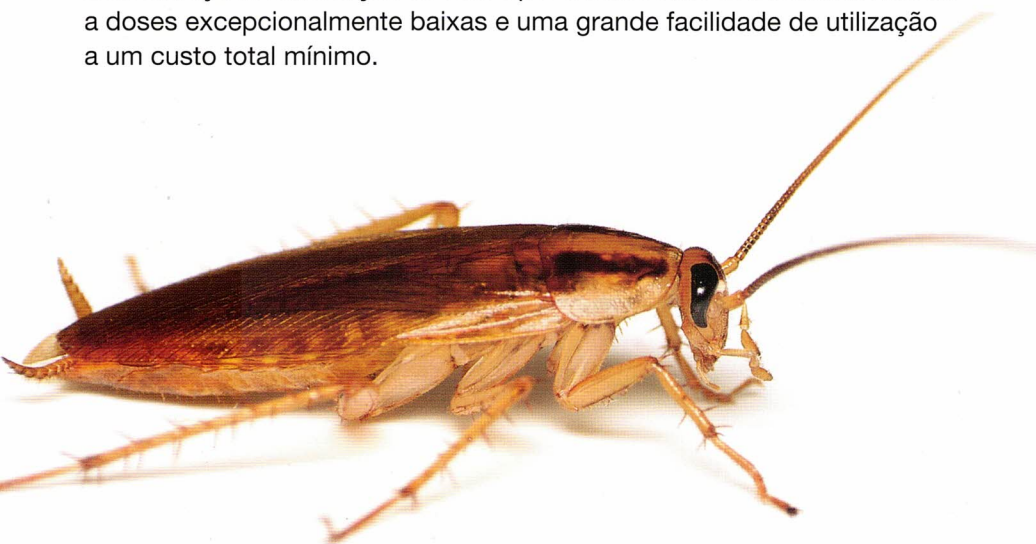 a doses excepcionalmente baixas e uma grande facilidade de utilização
a um custo total mínimo.